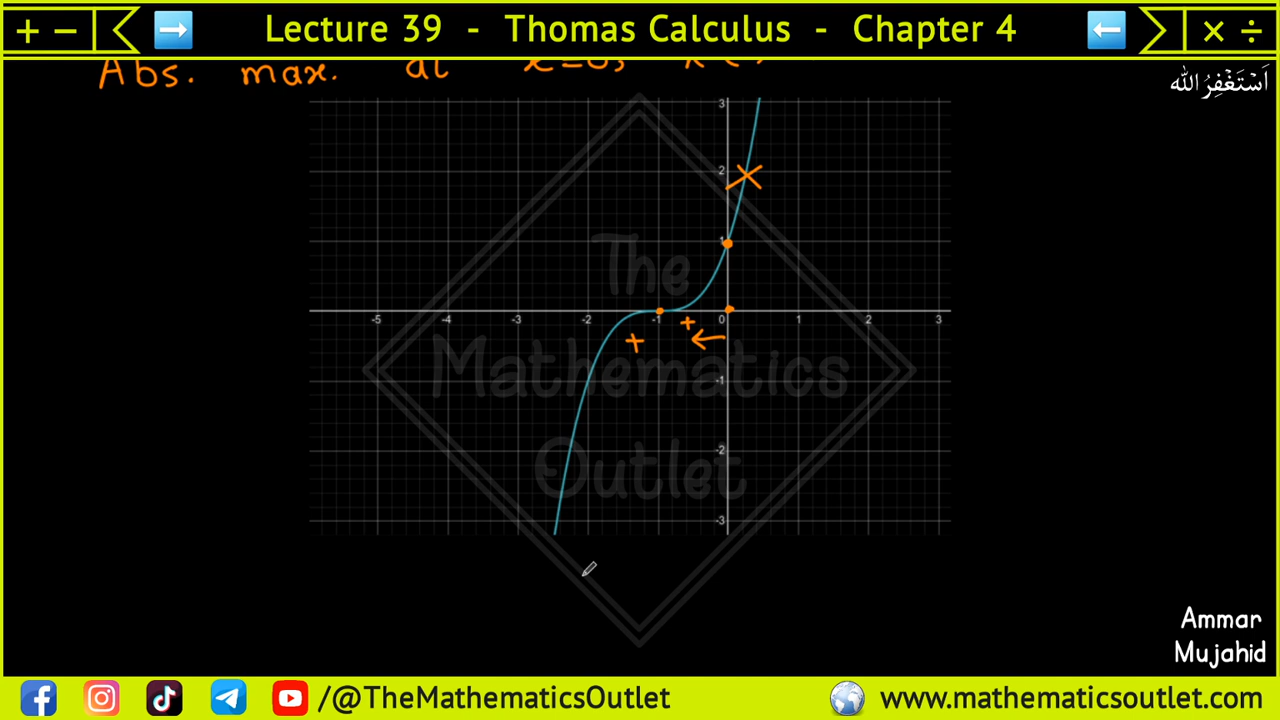 + − Lecture 39 - Thomas Calculus - Chapter 4 × ÷
Abs. max. at x=0,
اَسْتَغْفِرُ اللّٰه
3
2
1
-5 -4 -3 -2 -1 0 1 2 3
+ +
-1
-2
-3
The
Mathematics
Outlet
Ammar
Mujahid
/@TheMathematicsOutlet www.mathematicsoutlet.com